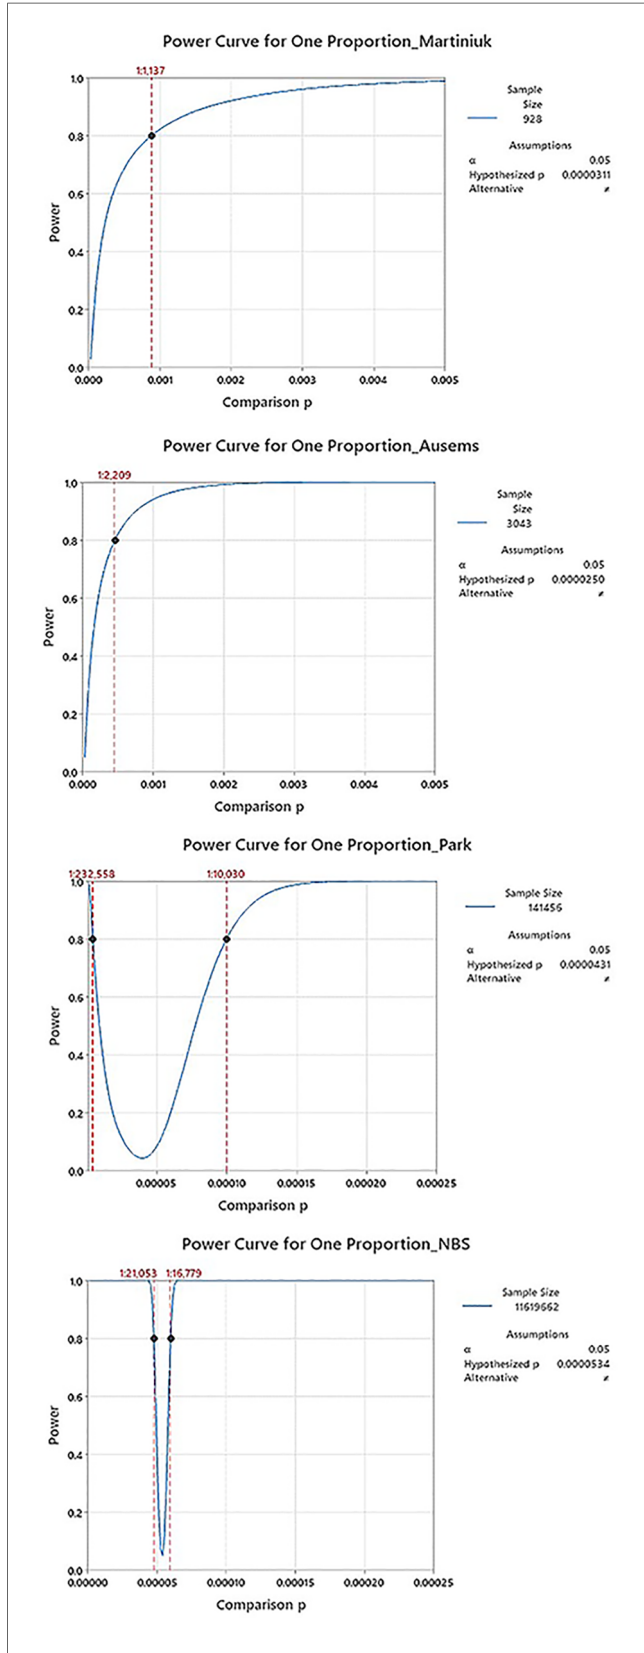 Power Curve for One Proportion_Martiniuk
1:1,137
1.0
0.8
0.6
0.4
0.2
0.0
Power
0.000 0.001 0.002 0.003 0.004 0.005
Comparison p
Sample
Size
928
Assumptions
α 0.05
Hypothesized p 0.0000311
Alternative ≠
Power Curve for One Proportion_Ausems
1:2,209
1.0
0.8
0.6
0.4
0.2
0.0
Power
0.000 0.001 0.002 0.003 0.004 0.005
Comparison p
Sample
Size
3043
Assumptions
α 0.05
Hypothesized p 0.0000250
Alternative ≠
Power Curve for One Proportion_Park
1:232,558 1:10,030
1.0
0.8
0.6
0.4
0.2
0.0
Power
0.00005 0.00010 0.00015 0.00020 0.00025
Comparison p
Sample Size
141456
Assumptions
α 0.05
Hypothesized p 0.0000431
Alternative ≠
Power Curve for One Proportion_NBS
1:21,053 1:16,779
1.0
0.8
0.6
0.4
0.2
0.0
Power
0.00000 0.00005 0.00010 0.00015 0.00020 0.00025
Comparison p
Sample Size
11619662
Assumptions
α 0.05
Hypothesized p 0.0000534
Alternative ≠